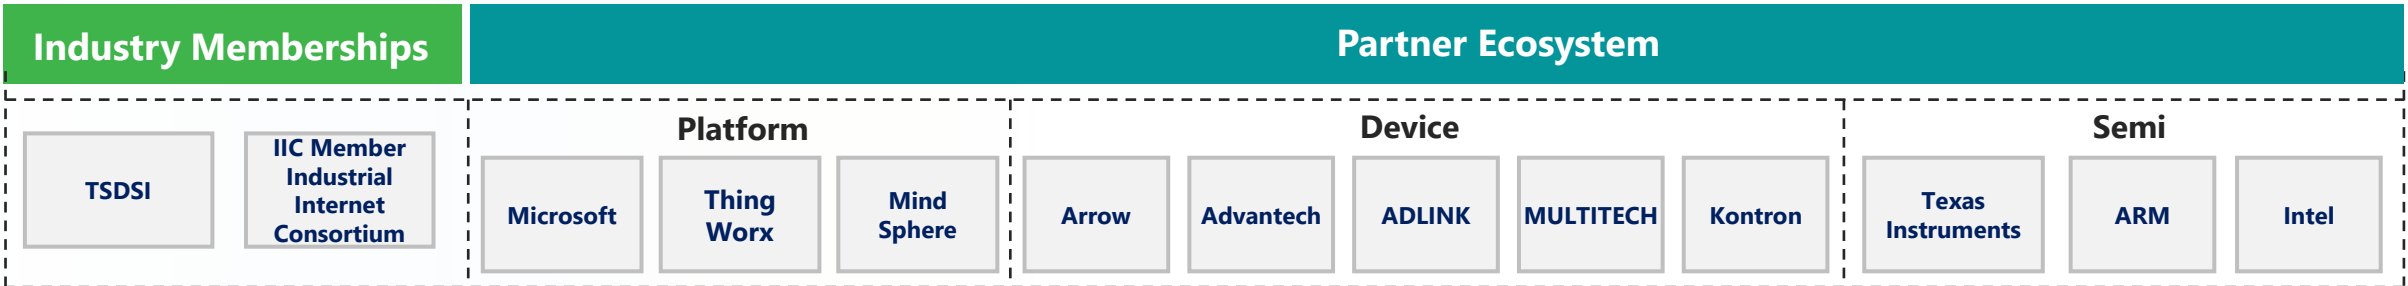 Industry Memberships
Partner Ecosystem
TSDSI
IIC Member
Industrial
Internet
Consortium
Platform
Microsoft
Thing
Worx
Mind
Sphere
Device
Arrow
Advantech
ADLINK
MULTITECH
Kontron
Semi
Texas
Instruments
ARM
Intel